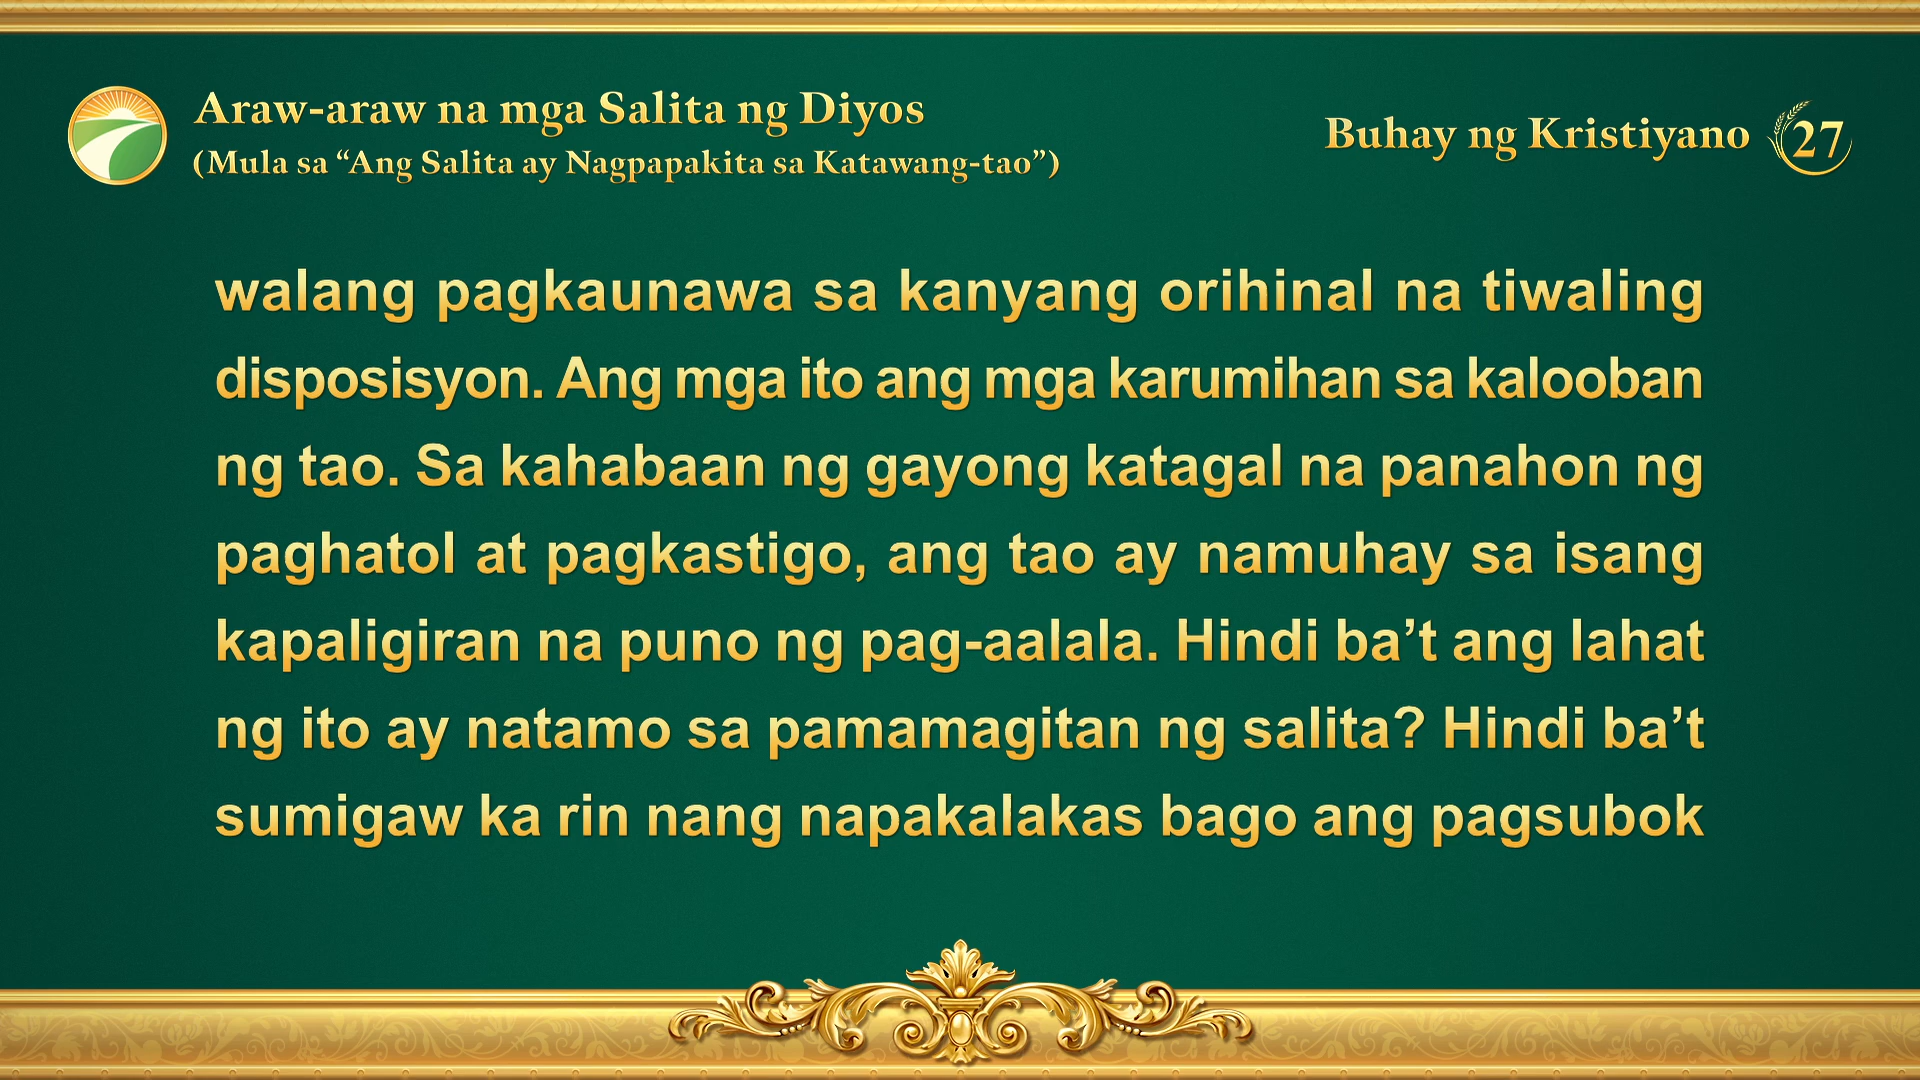 Araw-araw na mga Salita ng Diyos
(Mula sa “Ang Salita ay Nagpapakita sa Katawang-tao”)
Buhay ng Kristiyano 27
walang pagkaunawa sa kanyang orihinal na tiwaling
disposisyon. Ang mga ito ang mga karumihan sa kalooban
ng tao. Sa kahabaan ng gayong katagal na panahon ng
paghatol at pagkastigo, ang tao ay namuhay sa isang
kapaligiran na puno ng pag-aalala. Hindi ba’t ang lahat
ng ito ay natamo sa pamamagitan ng salita? Hindi ba’t
sumigaw ka rin nang napakalakas bago ang pagsubok